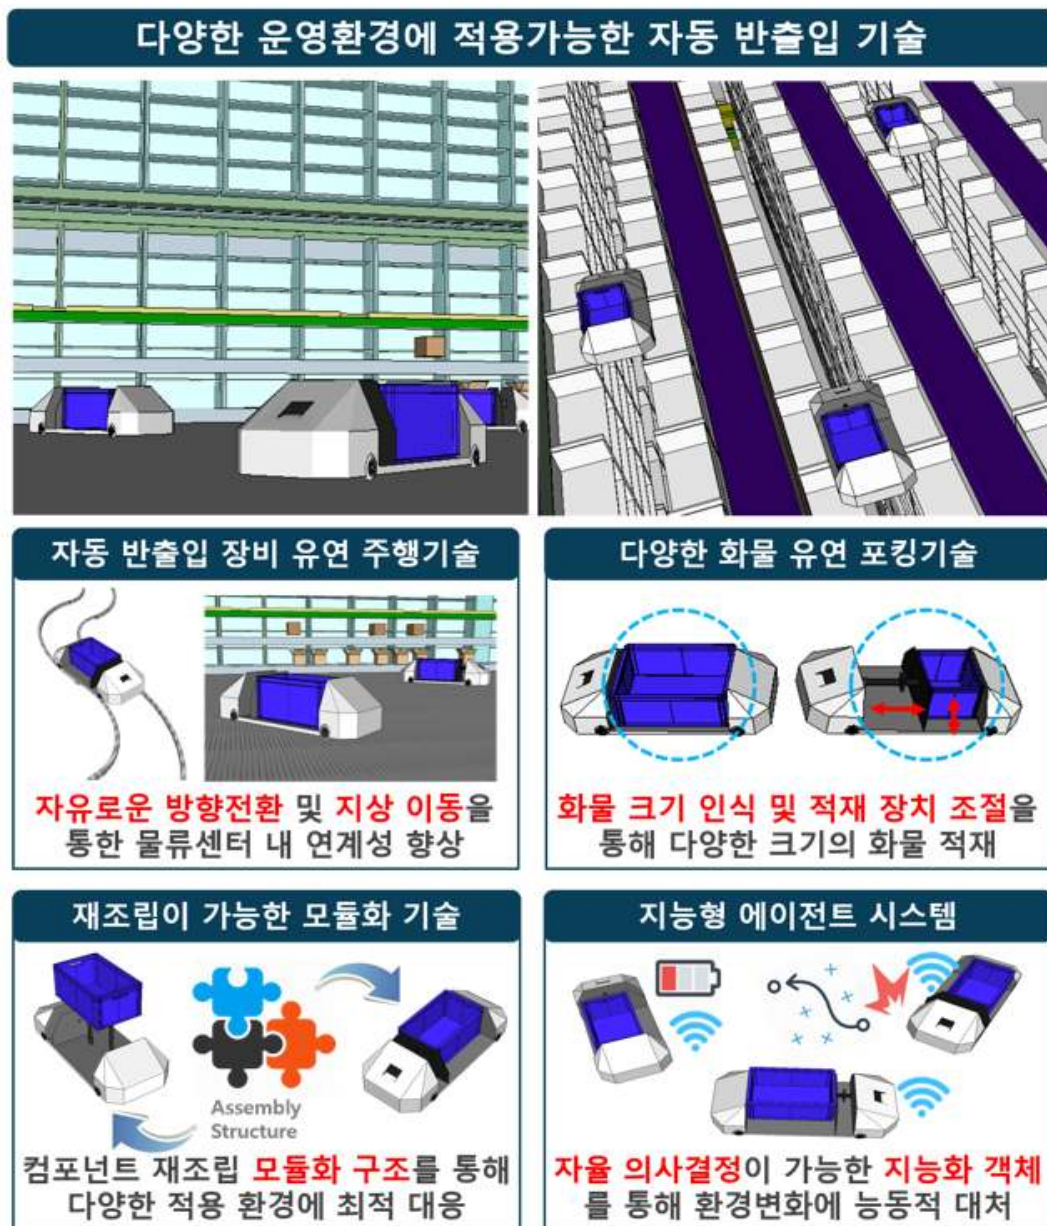 다양한 운영환경에 적용가능한 자동 반출입 기술
자동 반출입 장비 유연 주행기술
자유로운 방향전환 및 지상 이동을
통한 물류센터 내 연계성 향상
다양한 화물 유연 포킹기술
화물 크기 인식 및 적재 장치 조절을
통해 다양한 크기의 화물 적재
재조립이 가능한 모듈화 기술
Assembly
Structure
컴포넌트 재조립 모듈화 구조를 통해
다양한 적용 환경에 최적 대응
지능형 에이전트 시스템
자율 의사결정이 가능한 지능화 객체
를 통해 환경변화에 능동적 대처